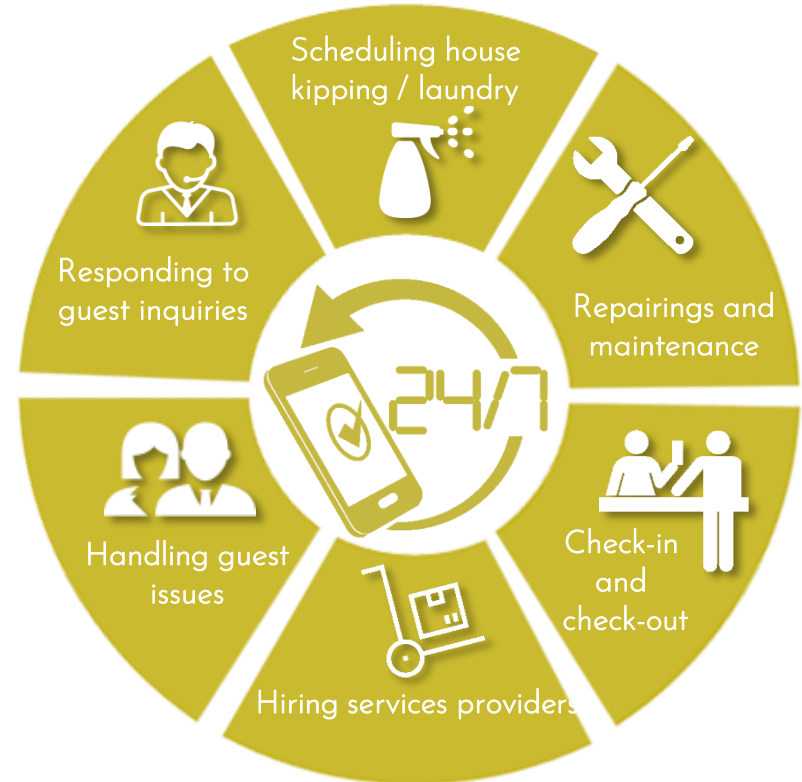 Scheduling house
kipping / laundry
Repairings and
maintenance
Check-in
and
check-out
Hiring services providers
Handling guest
issues
Responding to
guest inquiries
24/7